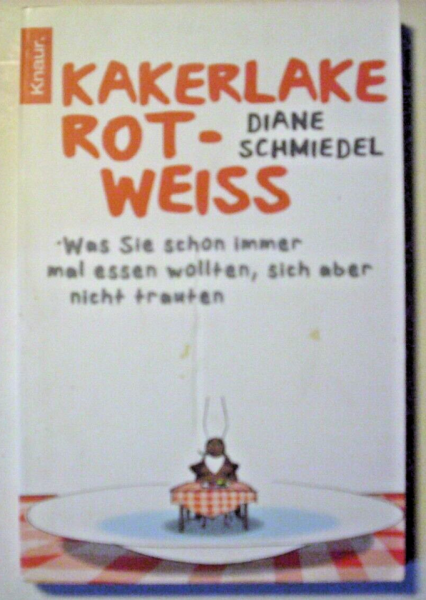 Knaur.
KAKERLAKE
ROT-
WEISS
DIANE
SCHMIEDEL
Was Sie schon immer
mal essen wollten, sich aber
nicht trauten